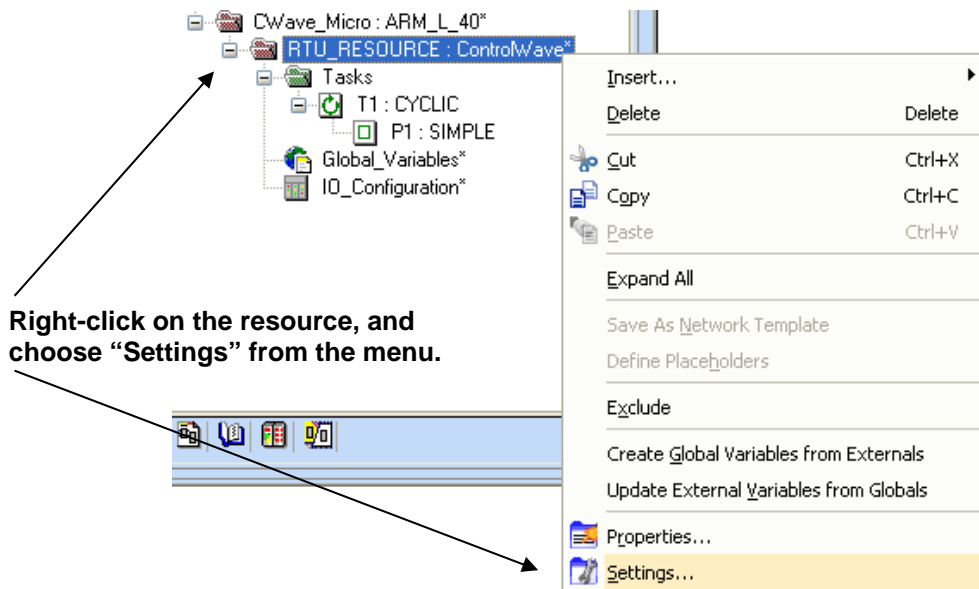 CWave_Micro : ARM_L_40*
RTU_RESOURCE : ControlWave*
Tasks
T1 : CYCLIC
P1 : SIMPLE
Global_Variables*
IO_Configuration*
Right-click on the resource, and
choose “Settings” from the menu.
Insert...
Delete Delete
Cut Ctrl+X
Copy Ctrl+C
Paste Ctrl+V
Expand All
Save As Network Template
Define Placeholders
Exclude
Create Global Variables from Externals
Update External Variables from Globals
Properties...
Settings...